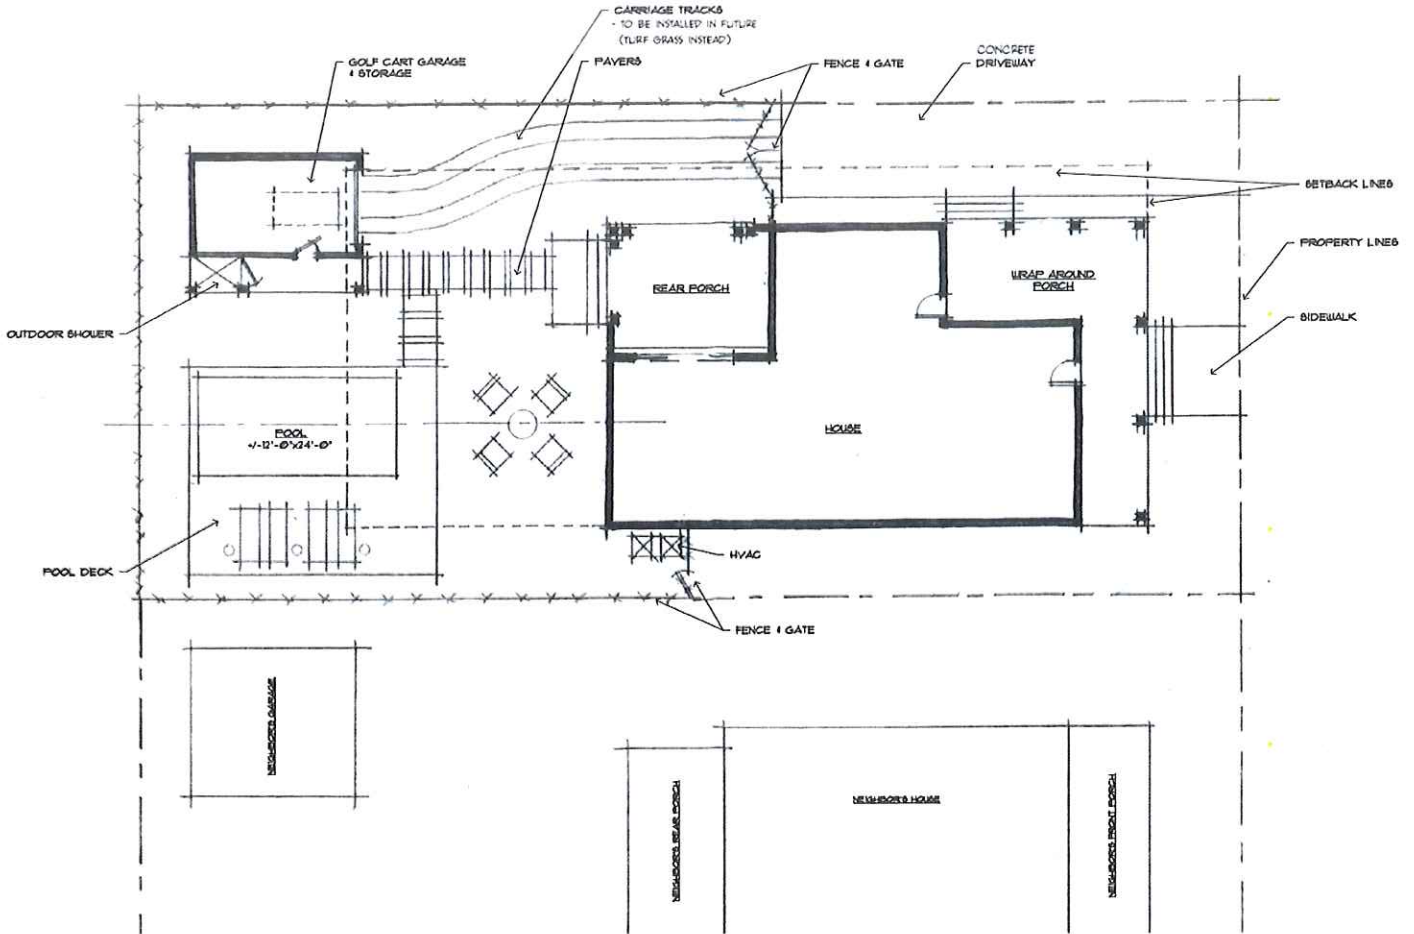 CARRIAGE TRACKS
- TO BE INSTALLED IN FUTURE
(TURF GRASS INSTEAD)
GOLF CART GARAGE
& STORAGE
PAVERS
FENCE & GATE
CONCRETE
DRIVEWAY
SETBACK LINES
PROPERTY LINES
WRAP AROUND
PORCH
REAR PORCH
SIDEWALK
OUTDOOR SHOWER
POOL
+/-12'-0"x24'-0"
HOUSE
HVAC
POOL DECK
FENCE & GATE
NEIGHBOR'S GARAGE
NEIGHBOR'S REAR PORCH
NEIGHBOR'S HOUSE
NEIGHBOR'S FRONT PORCH